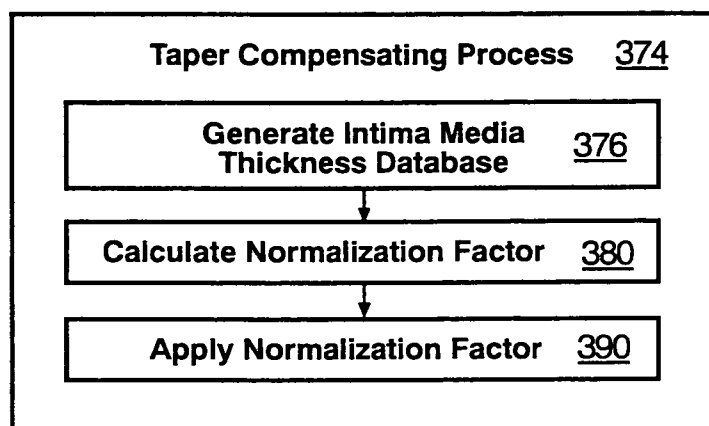 Taper Compensating Process 374
Generate Intima Media
Thickness Database 376
Calculate Normalization Factor 380
Apply Normalization Factor 390